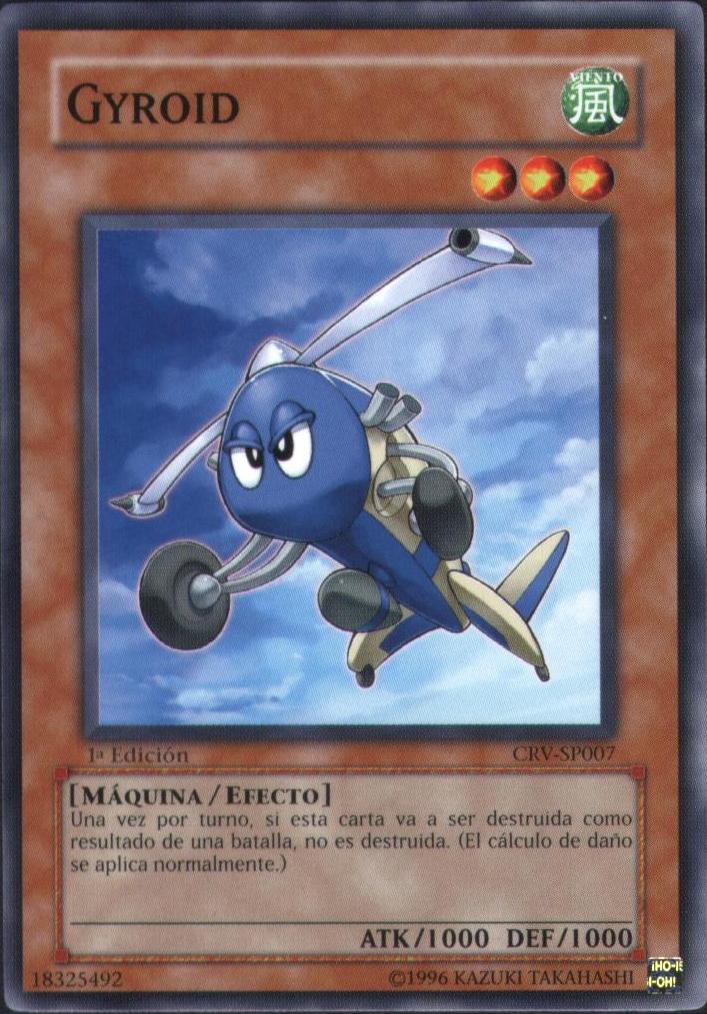 GYROID
VIENTO
風
1ª Edición
CRV-SP007
[MÁQUINA/EFECTO]
Una vez por turno, si esta carta va a ser destruida como
resultado de una batalla, no es destruida. (El cálculo de daño
se aplica normalmente.)
ATK/1000 DEF/1000
18325492
©1996 KAZUKI TAKAHASHI